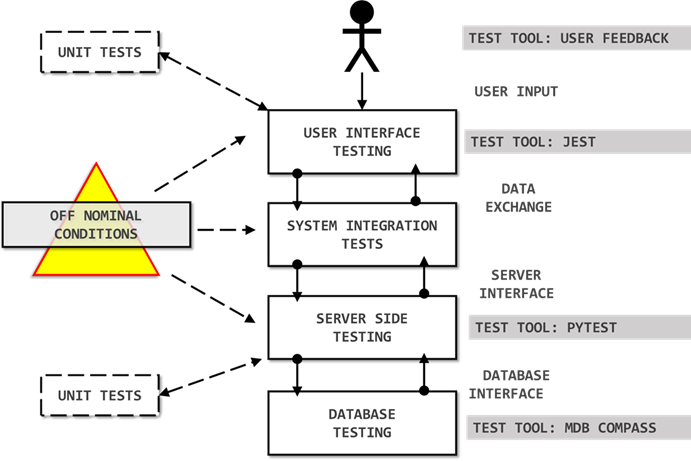 TEST TOOL: USER FEEDBACK
UNIT TESTS
USER INPUT
USER INTERFACE
TESTING
TEST TOOL: JEST
DATA
EXCHANGE
OFF NOMINAL
CONDITIONS
SYSTEM INTEGRATION
TESTS
SERVER
INTERFACE
SERVER SIDE
TESTING
TEST TOOL: PYTEST
DATABASE
INTERFACE
UNIT TESTS
DATABASE
TESTING
TEST TOOL: MDB COMPASS